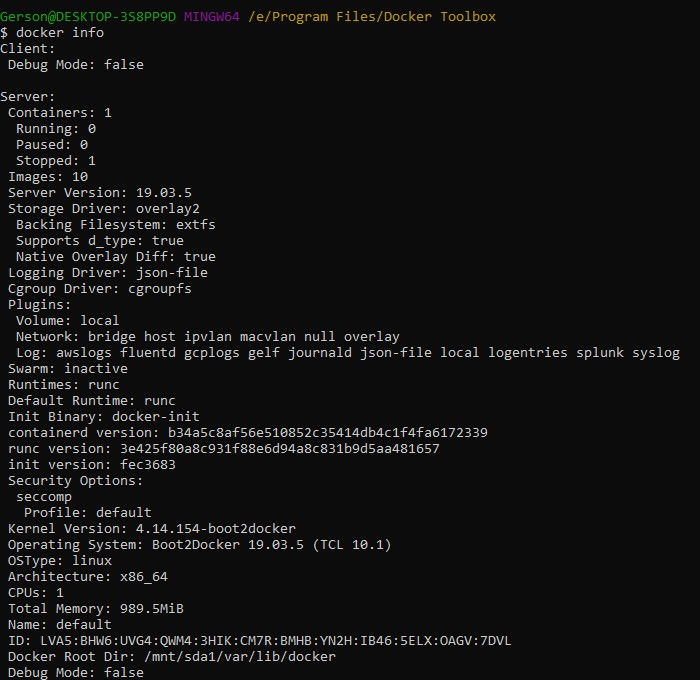 Gerson@DESKTOP-3S8PP9D MINGW64 /e/Program Files/Docker Toolbox
$ docker info
Client:
 Debug Mode: false

Server:
 Containers: 1
  Running: 0
  Paused: 0
  Stopped: 1
 Images: 10
 Server Version: 19.03.5
 Storage Driver: overlay2
  Backing Filesystem: extfs
  Supports d_type: true
  Native Overlay Diff: true
 Logging Driver: json-file
 Cgroup Driver: cgroupfs
 Plugins:
  Volume: local
  Network: bridge host ipvlan macvlan null overlay
  Log: awslogs fluentd gcplogs gelf journald json-file local logentries splunk syslog
 Swarm: inactive
 Runtimes: runc
 Default Runtime: runc
 Init Binary: docker-init
 containerd version: b34a5c8af56e510852c35414db4c1f4fa6172339
 runc version: 3e425f80a8c931f88e6d94a8c831b9d5aa481657
 init version: fec3683
 Security Options:
  seccomp
   Profile: default
 Kernel Version: 4.14.154-boot2docker
 Operating System: Boot2Docker 19.03.5 (TCL 10.1)
 OSType: linux
 Architecture: x86_64
 CPUs: 1
 Total Memory: 989.5MiB
 Name: default
 ID: LVA5:BHW6:UVG4:QWM4:3HIK:CM7R:BMHB:YN2H:IB46:5ELX:OAGV:7DVL
 Docker Root Dir: /mnt/sda1/var/lib/docker
 Debug Mode: false